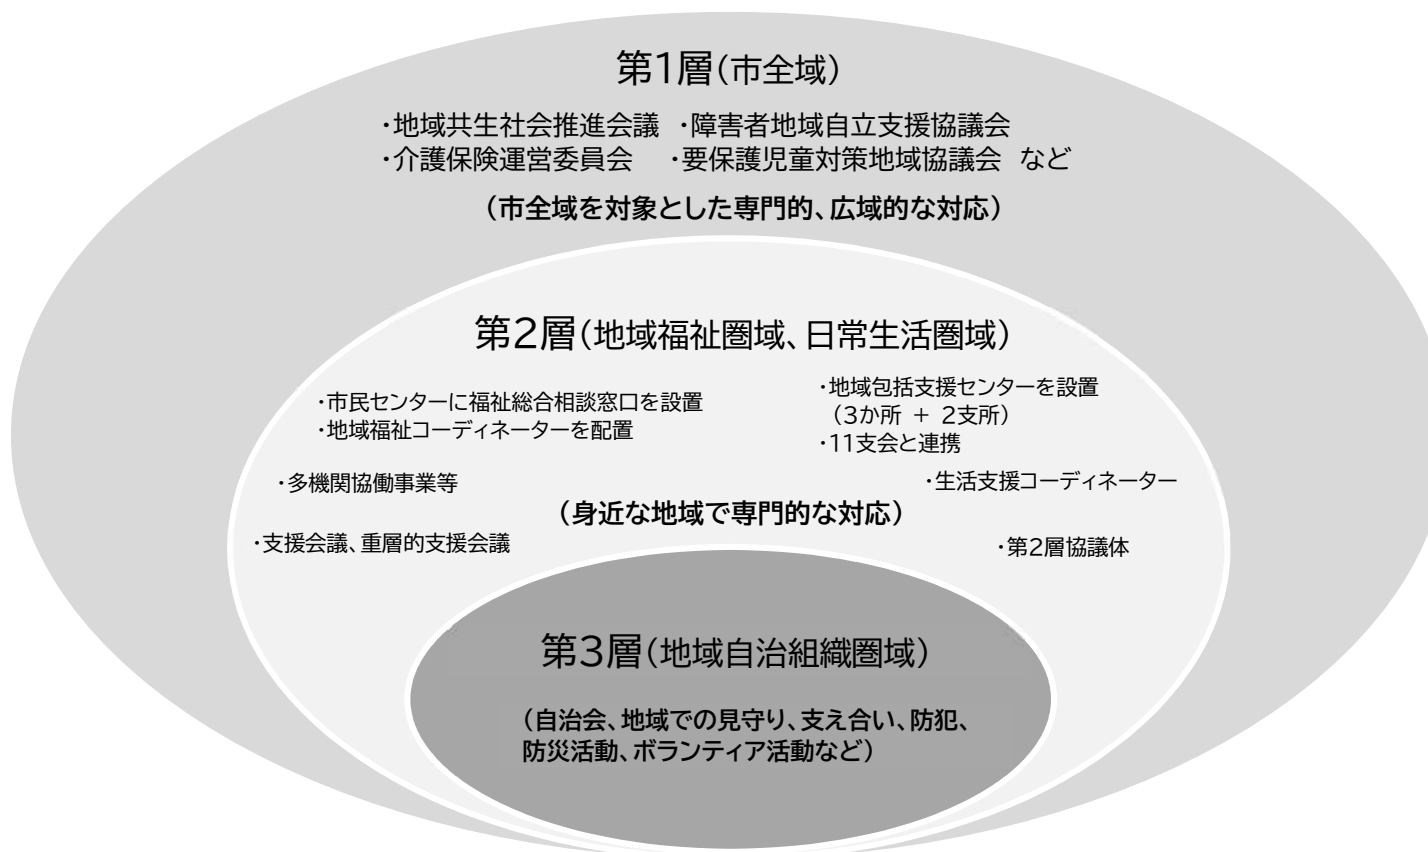 第1層(市全域)
・地域共生社会推進会議 ・障害者地域自立支援協議会
・介護保険運営委員会 ・要保護児童対策地域協議会 など
(市全域を対象とした専門的、広域的な対応)
第2層(地域福祉圏域、日常生活圏域)
・市民センターに福祉総合相談窓口を設置
・地域福祉コーディネーターを配置
・地域包括支援センターを設置
(3か所 + 2支所)
・11支会と連携
・多機関協働事業等
・生活支援コーディネーター
(身近な地域で専門的な対応)
・支援会議、重層的支援会議
・第2層協議体
第3層(地域自治組織圏域)
(自治会、地域での見守り、支え合い、防犯、
防災活動、ボランティア活動など)